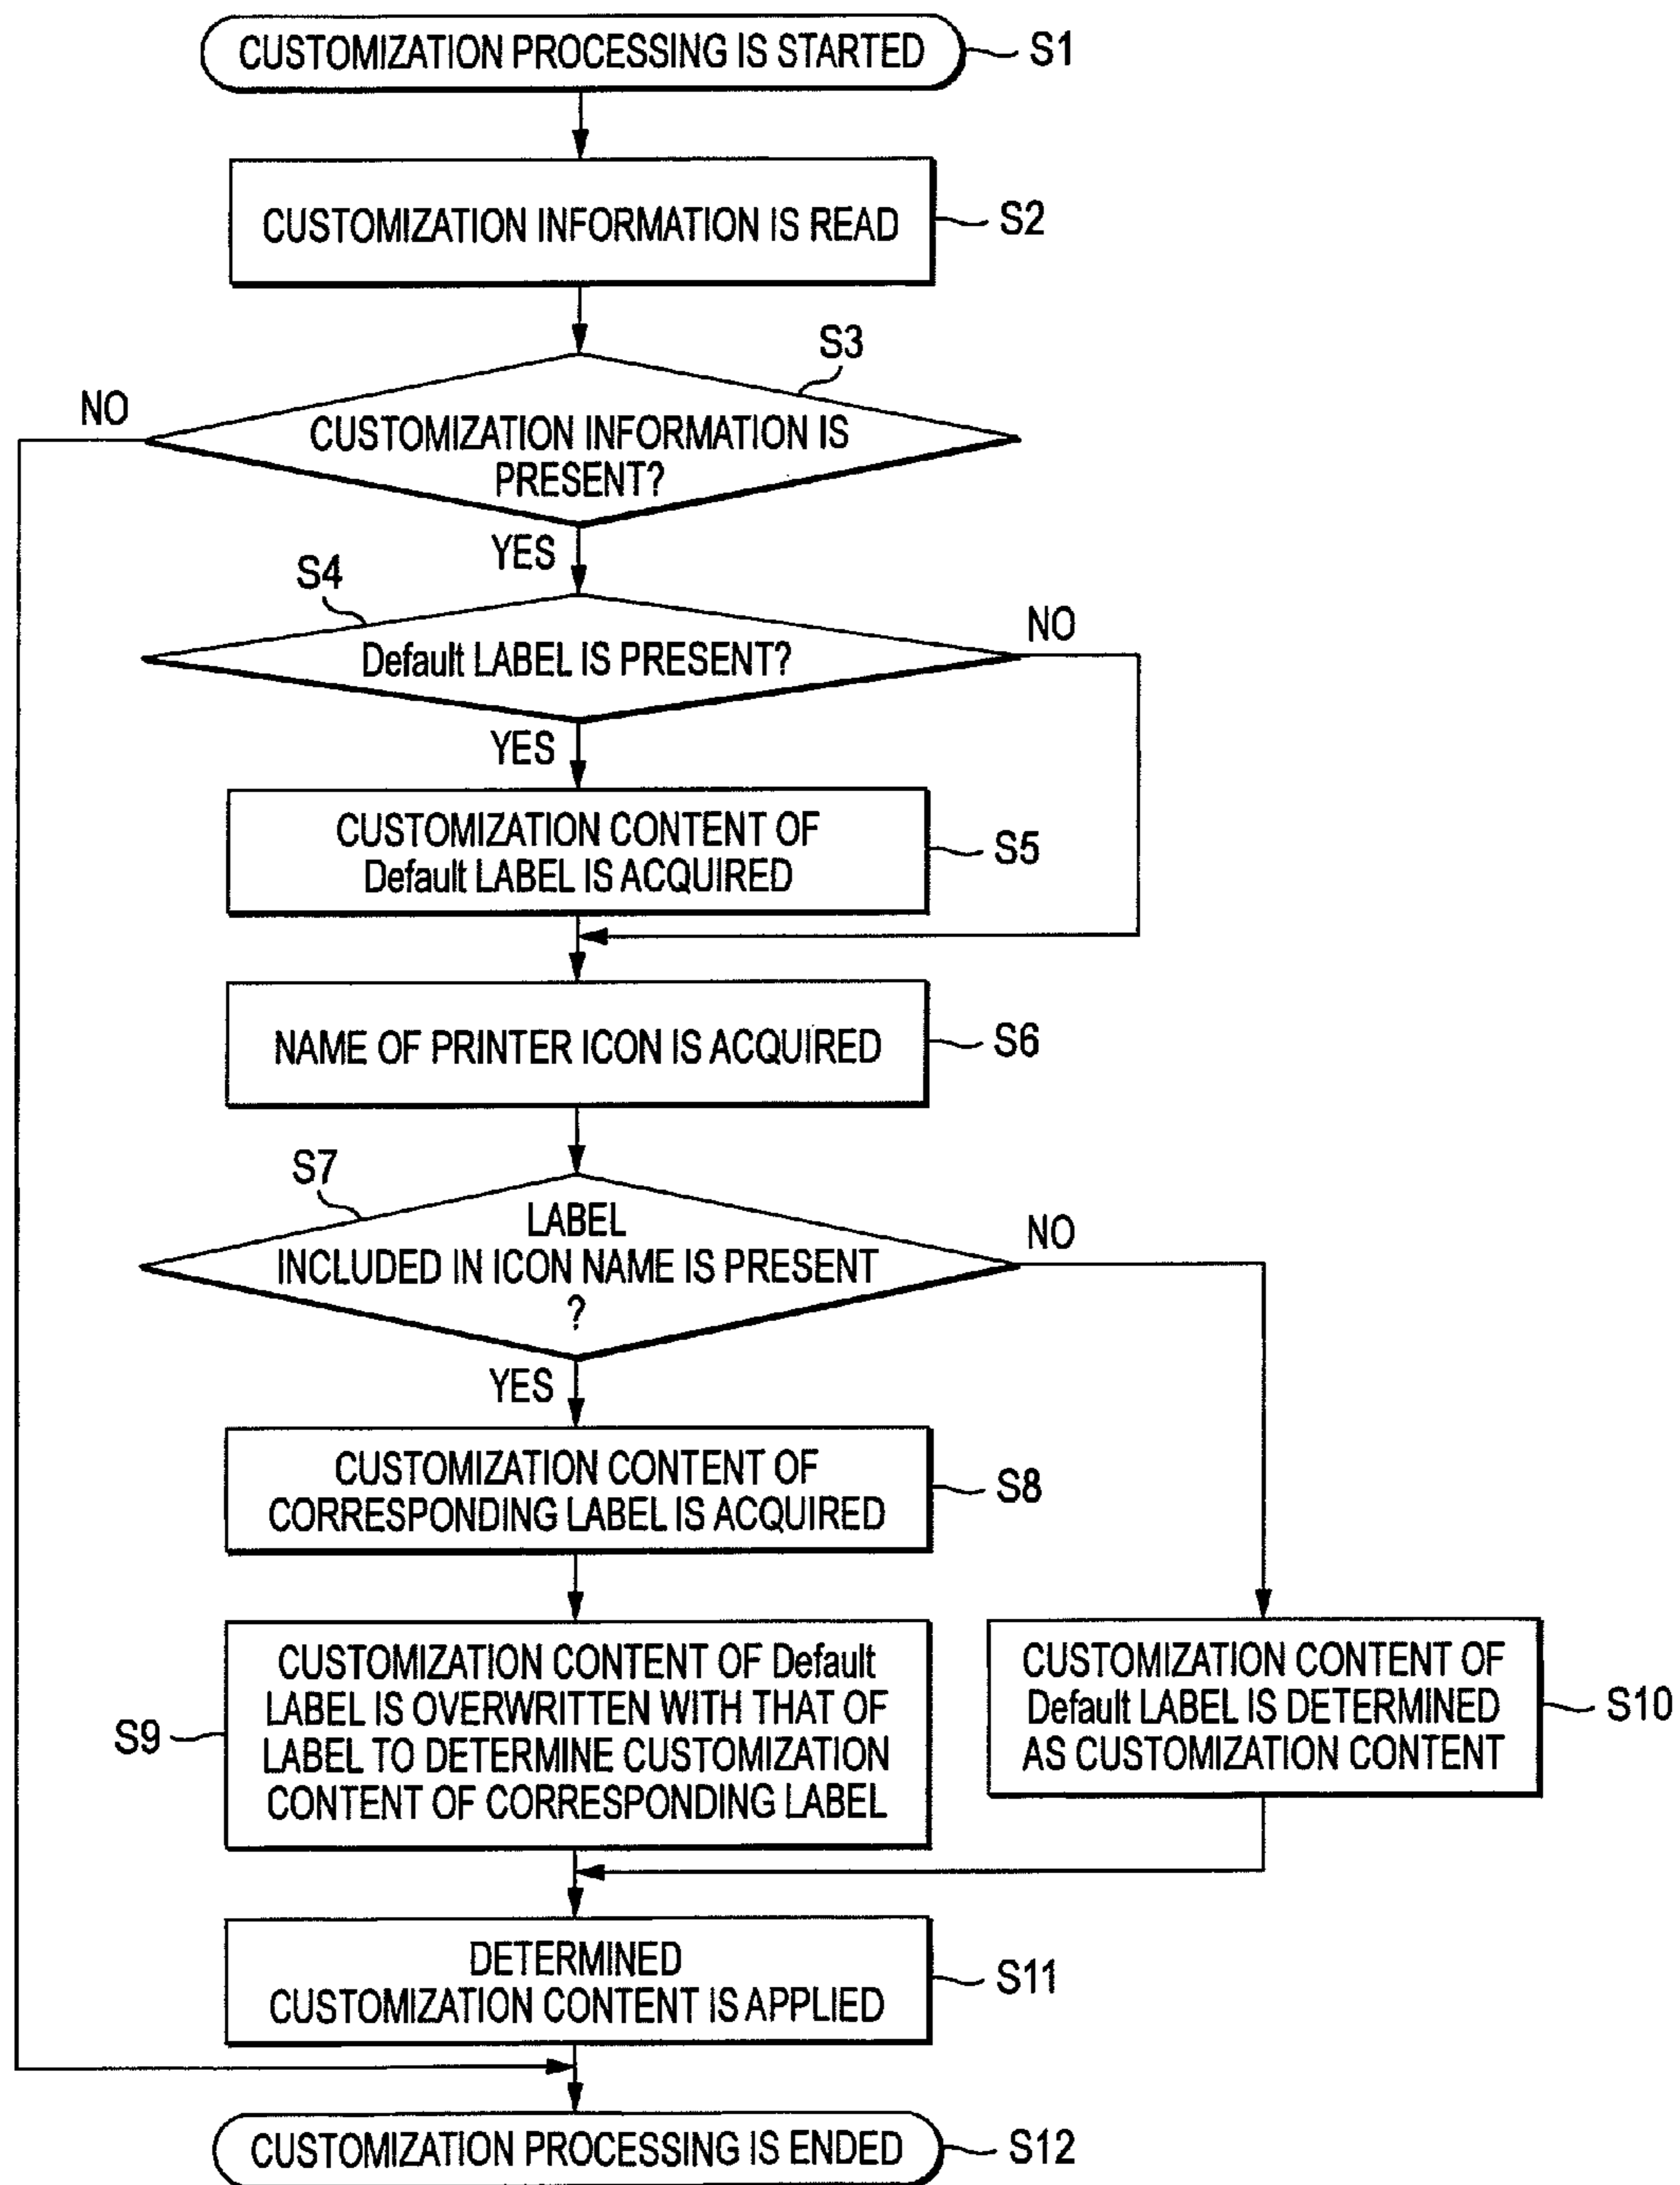 CUSTOMIZATION PROCESSING IS STARTED
S1
CUSTOMIZATION INFORMATION IS READ
S2
S3
NO
CUSTOMIZATION INFORMATION IS
PRESENT?
YES
S4
NO
Default LABEL IS PRESENT?
YES
CUSTOMIZATION CONTENT OF
Default LABEL IS ACQUIRED
S5
NAME OF PRINTER ICON IS ACQUIRED
S6
S7
LABEL
INCLUDED IN ICON NAME IS PRESENT
?
NO
YES
CUSTOMIZATION CONTENT OF
CORRESPONDING LABEL IS ACQUIRED
S8
CUSTOMIZATION CONTENT OF Default
LABEL IS OVERWRITTEN WITH THAT OF
LABEL TO DETERMINE CUSTOMIZATION
CONTENT OF CORRESPONDING LABEL
S9
CUSTOMIZATION CONTENT OF
Default LABEL IS DETERMINED
AS CUSTOMIZATION CONTENT
S10
DETERMINED
CUSTOMIZATION CONTENT IS APPLIED
S11
CUSTOMIZATION PROCESSING IS ENDED
S12